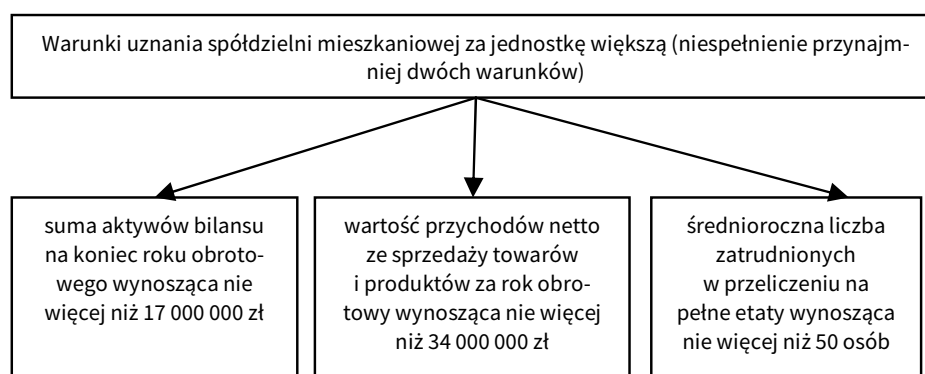 Warunki uznania spółdzielni mieszkaniowej za jednostkę większą (niespełnienie przynajm-
mniej dwóch warunków)
suma aktywów bilansu
na koniec roku obroto-
wego wynosząca nie
więcej niż 17 000 000 zł
wartość przychodów netto
ze sprzedaży towarów
i produktów za rok obro-
towy wynosząca nie więcej
niż 34 000 000 zł
średnioroczna liczba
zatrudnionych
w przeliczeniu na
pełne etaty wynosząca
nie więcej niż 50 osób